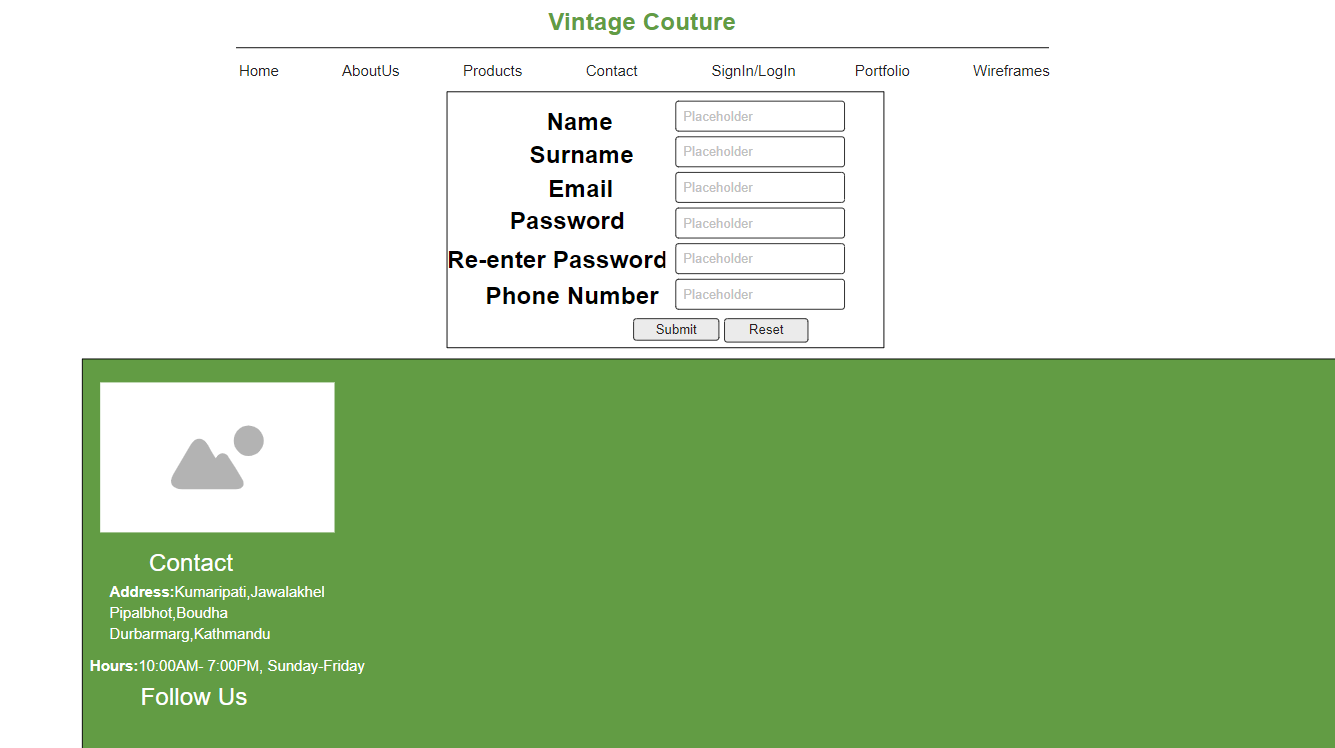 Vintage Couture
Home AboutUs Products Contact SignIn/LogIn Portfolio Wireframes
Name Placeholder
Surname Placeholder
Email Placeholder
Password Placeholder
Re-enter Password Placeholder
Phone Number Placeholder
Submit Reset
Contact
Address:Kumaripati,Jawalakhel
Pipalbhot,Boudha
Durbarmarg,Kathmandu
Hours:10:00AM- 7:00PM, Sunday-Friday
Follow Us